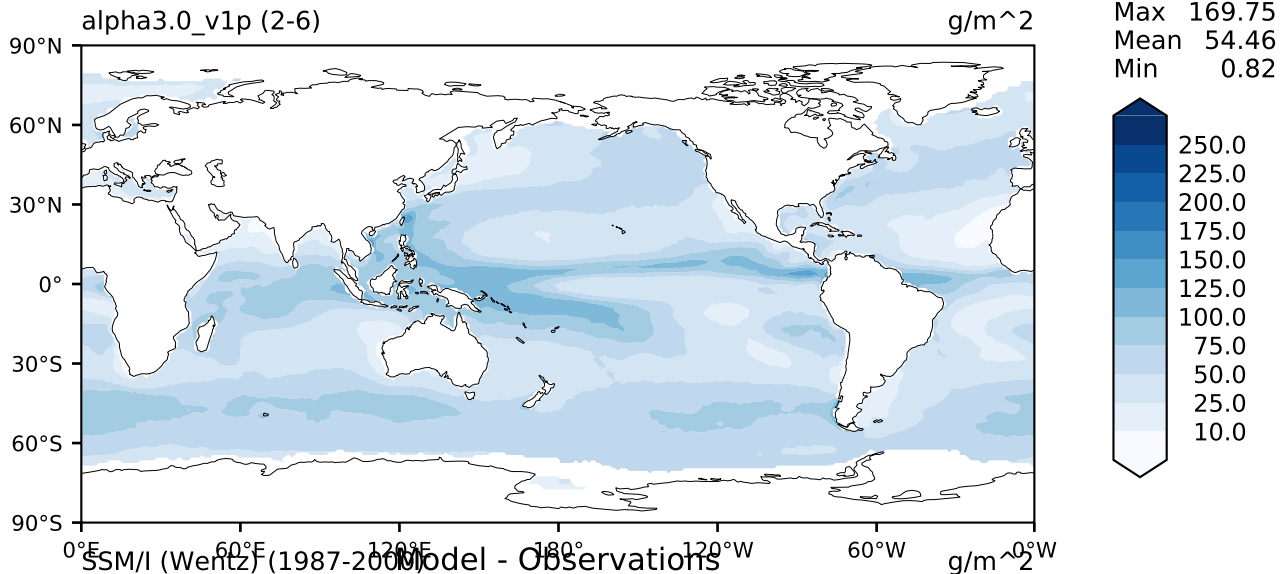 alpha3.0_v1p (2-6)
g/m^2
Max 169.75
Mean 54.46
Min 0.82
90°N
60°N
30°N
0°
30°S
60°S
90°S
250.0
225.0
200.0
175.0
150.0
125.0
100.0
75.0
50.0
25.0
10.0
0°E 60°E 120°E 180° 120°W 60°W 0°W
SSM/I (Wentz) (1987-2000)
Model - Observations
g/m^2